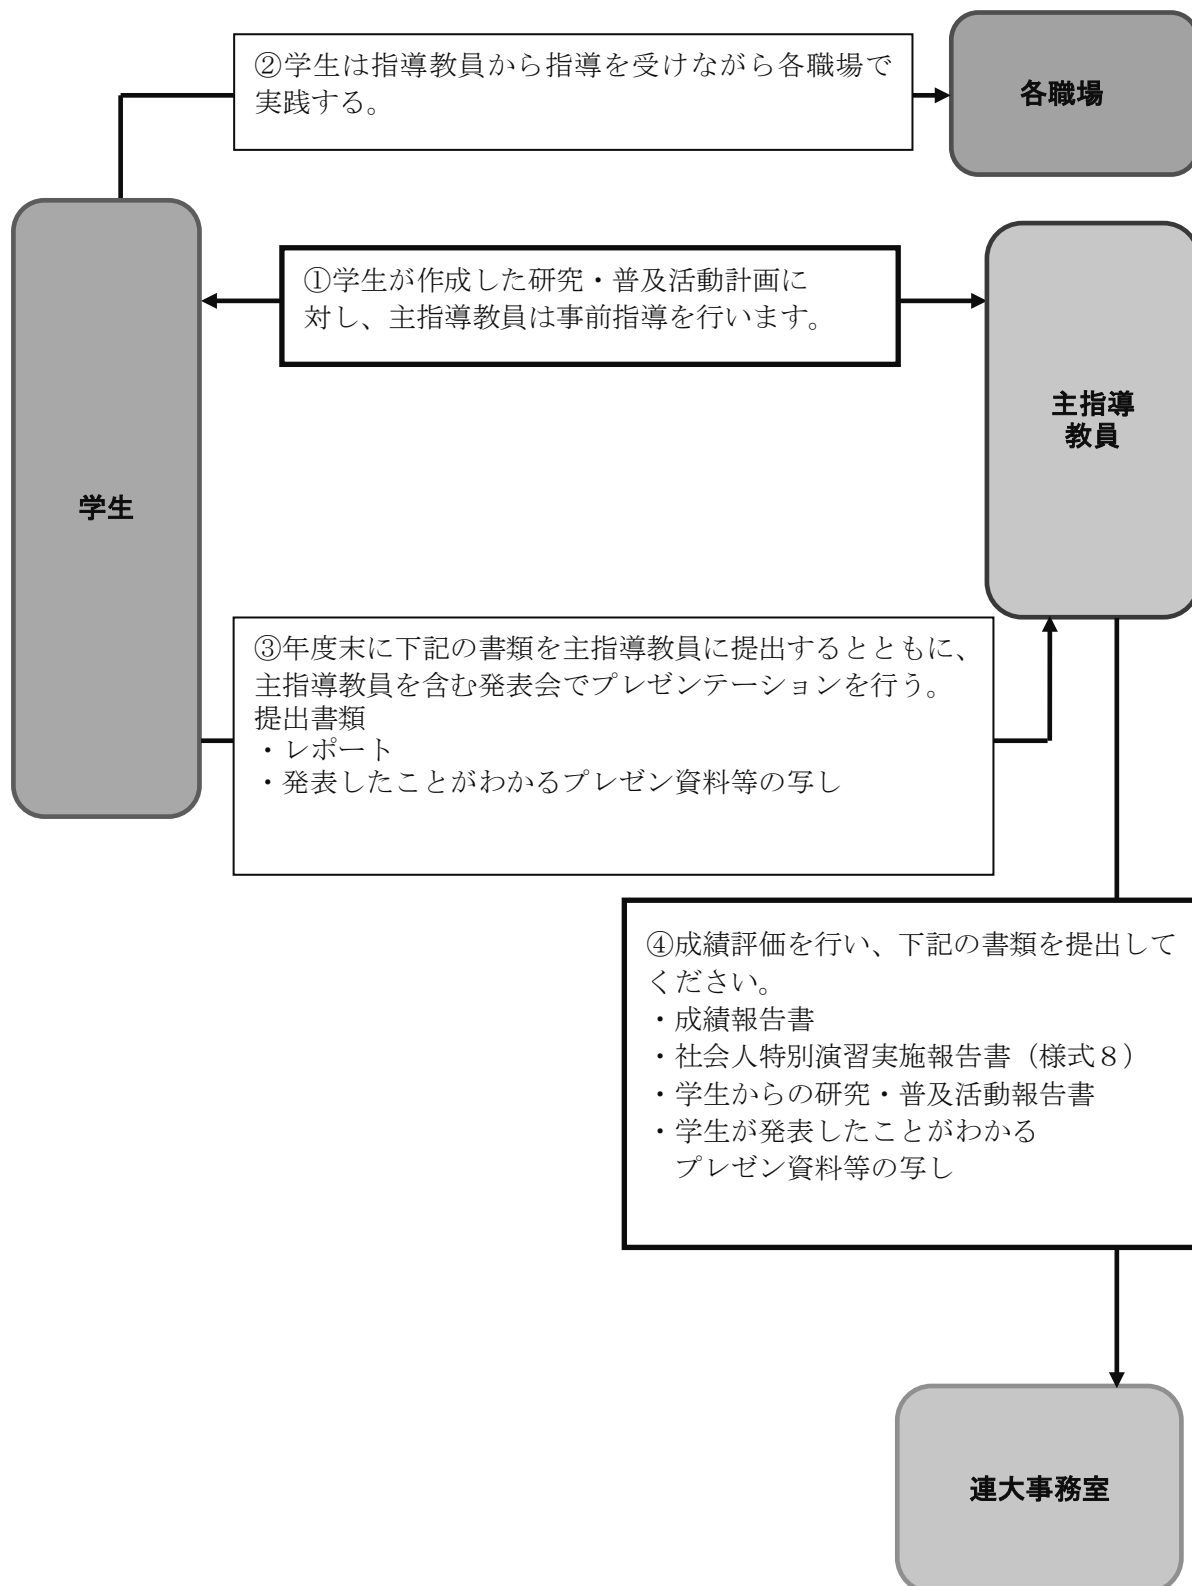 ②学生は指導教員から指導を受けながら各職場で
実践する。
各職場
①学生が作成した研究・普及活動計画に
対し、主指導教員は事前指導を行います。
主指導
教員
学生
③年度末に下記の書類を主指導教員に提出するとともに、
主指導教員を含む発表会でプレゼンテーションを行う。
提出書類
・レポート
・発表したことがわかるプレゼン資料等の写し
④成績評価を行い、下記の書類を提出して
ください。
・成績報告書
・社会人特別演習実施報告書（様式８）
・学生からの研究・普及活動報告書
・学生が発表したことがわかる
プレゼン資料等の写し
連大事務室